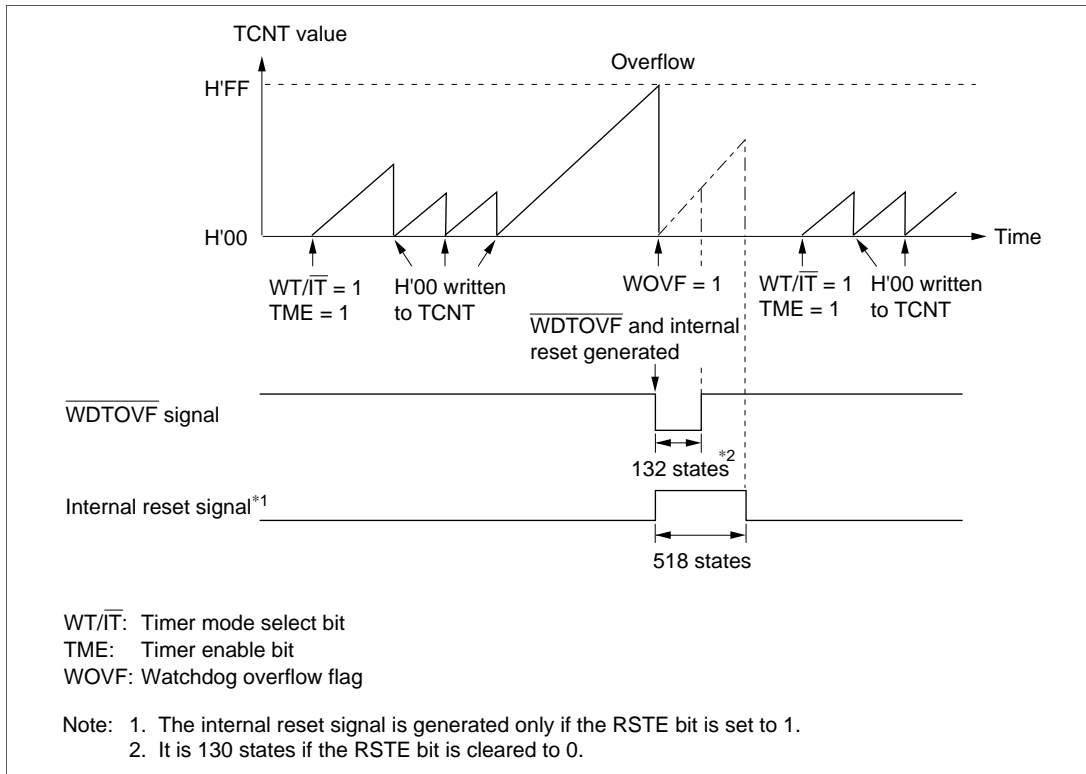 TCNT value
Overflow
H'FF
H'00
Time
WT/IT = 1
TME = 1
H'00 written
to TCNT
WOVF = 1
WT/IT = 1
TME = 1
H'00 written
to TCNT
WDTOVF and internal
reset generated
WDTOVF signal
132 states*2
Internal reset signal*1
518 states
WT/IT: Timer mode select bit
TME: Timer enable bit
WOVF: Watchdog overflow flag
Note: 1. The internal reset signal is generated only if the RSTE bit is set to 1.
2. It is 130 states if the RSTE bit is cleared to 0.